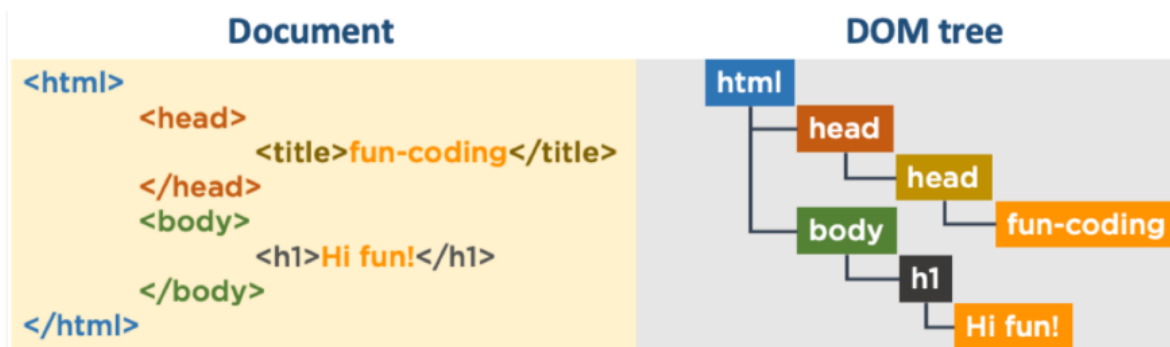 Document
<html>
<head>
<title>fun-coding</title>
</head>
<body>
<h1>Hi fun!</h1>
</body>
</html>
DOM tree
html
head
head
fun-coding
body
h1
Hi fun!